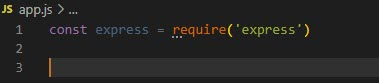 JS app.js > ...
1 const express = require('express')
2
3